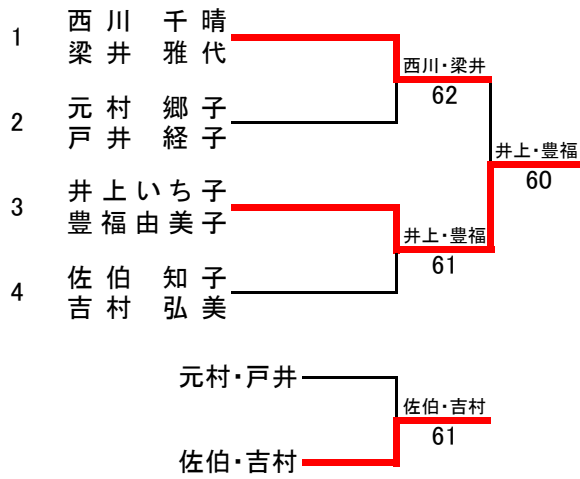 1 西川 千晴
梁井 雅代
西川・梁井
62
2 元村 郷子
戸井 経子
井上・豊福
60
3 井上いち子
豊福由美子
井上・豊福
61
4 佐伯 知子
吉村 弘美
元村・戸井
佐伯・吉村
61
佐伯・吉村